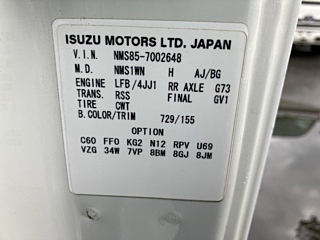 ISUZU MOTORS LTD. JAPAN
V.I.N. NMS85-7002648
M.D. NMS1WN H AJ/BG
ENGINE LFB/4JJ1 RR AXLE G73
TRANS. RSS FINAL GV1
TIRE CWT
B.COLOR/TRIM 729/155
OPTION
C60 FF0 KG2 N12 RPV U69
VZG 34W 7VP 8BM 8GJ 8JM